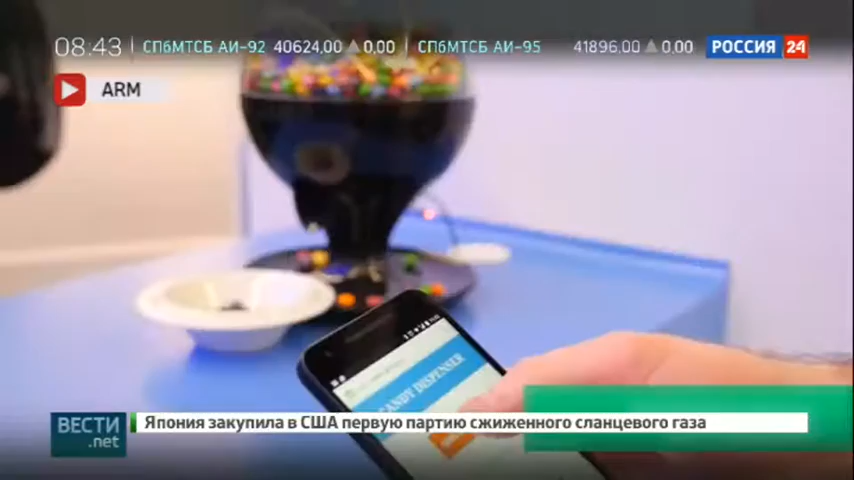 08:43 СПбМТСБ АИ-92 40624,00 ▲ 0,00 СПбМТСБ АИ-95 41896,00 ▲ 0,00 РОССИЯ 24
ARM
CANDY DISPENSER
ВЕСТИ .net
Япония закупила в США первую партию сжиженного сланцевого газа